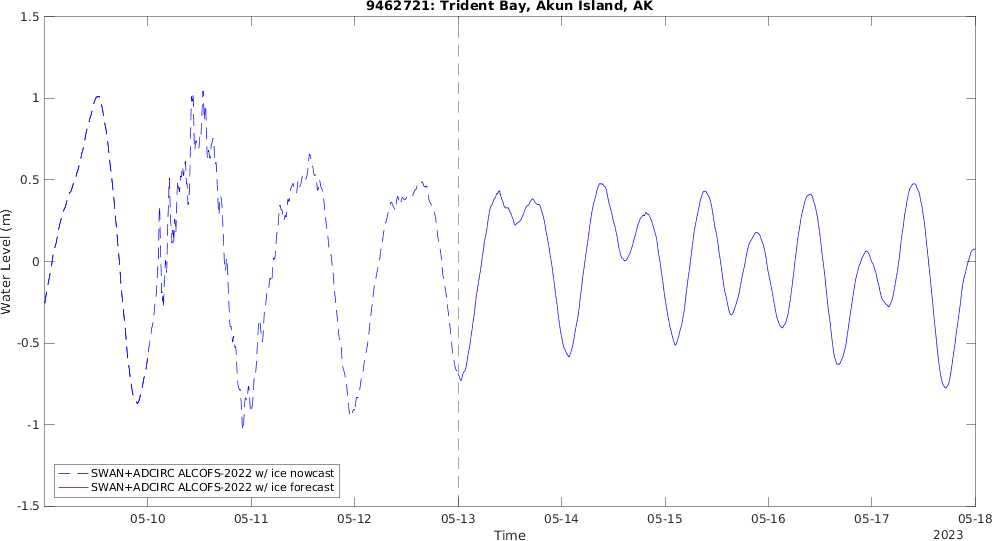 9462721: Trident Bay, Akun Island, AK
1.5
1
0.5
0
-0.5
-1
-1.5
Water Level (m)
SWAN+ADCIRC ALCOFS-2022 w/ ice nowcast
SWAN+ADCIRC ALCOFS-2022 w/ ice forecast
05-10 05-11 05-12 05-13 05-14 05-15 05-16 05-17 05-18
Time
2023